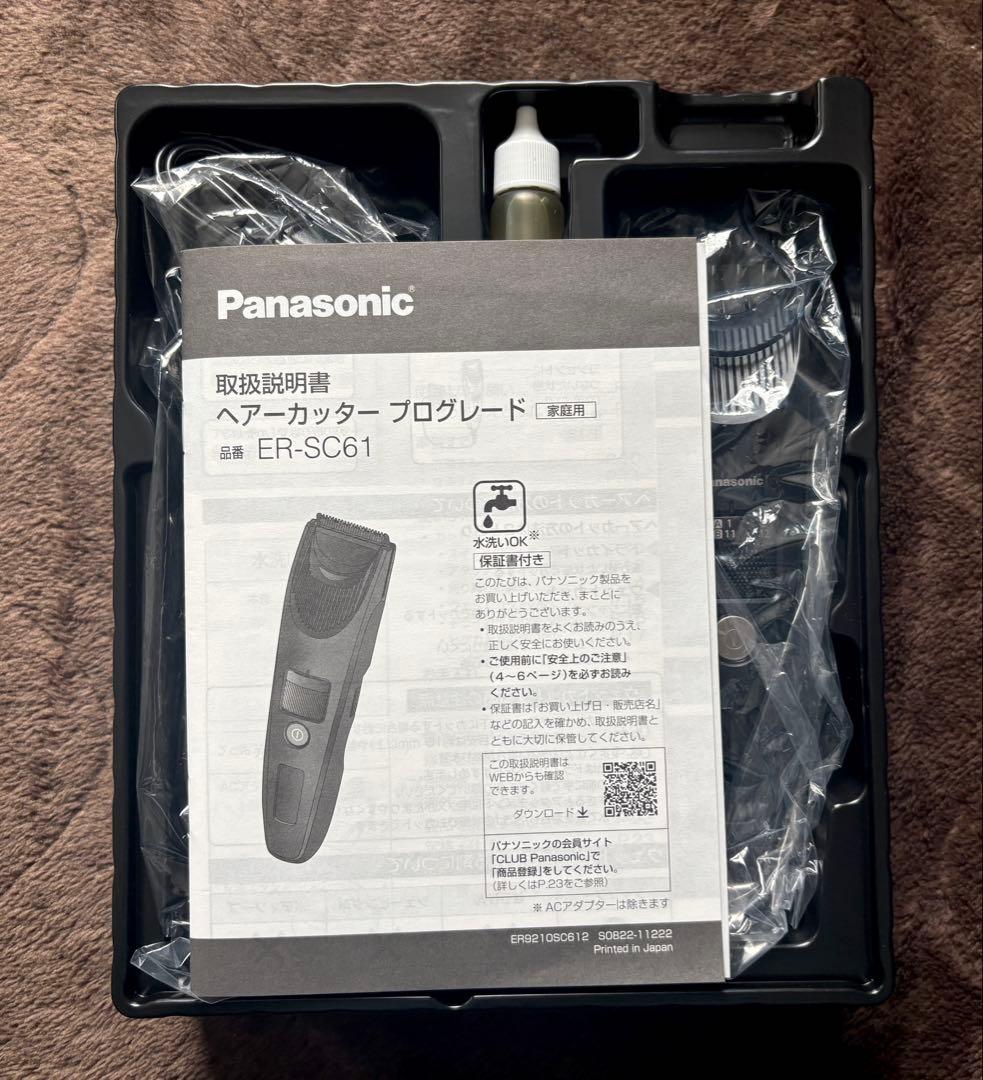 Panasonic®
取扱説明書
ヘアーカッター プログレード 家庭用
品番 ER-SC61
水洗いOK※
保証書付き
このたびは、パナソニック製品を
お買い上げいただき、まことに
ありがとうございます。
• 取扱説明書をよくお読みのうえ、
正しく安全にお使いください。
• ご使用前に「安全上のご注意」
(4〜6ページ)を必ずお読み
ください。
• 保証書は「お買い上げ日・販売店名」
などの記入を確かめ、取扱説明書と
ともに大切に保管してください。
この取扱説明書は
WEBからも確認
できます。
ダウンロード
パナソニックの会員サイト
「CLUB Panasonic」で
「商品登録」をしてください。
(詳しくはP.23をご参照)
※ ACアダプターは除きます
ER9210SC612 S0822-11222
Printed in Japan
nasonic
A 1
B 11